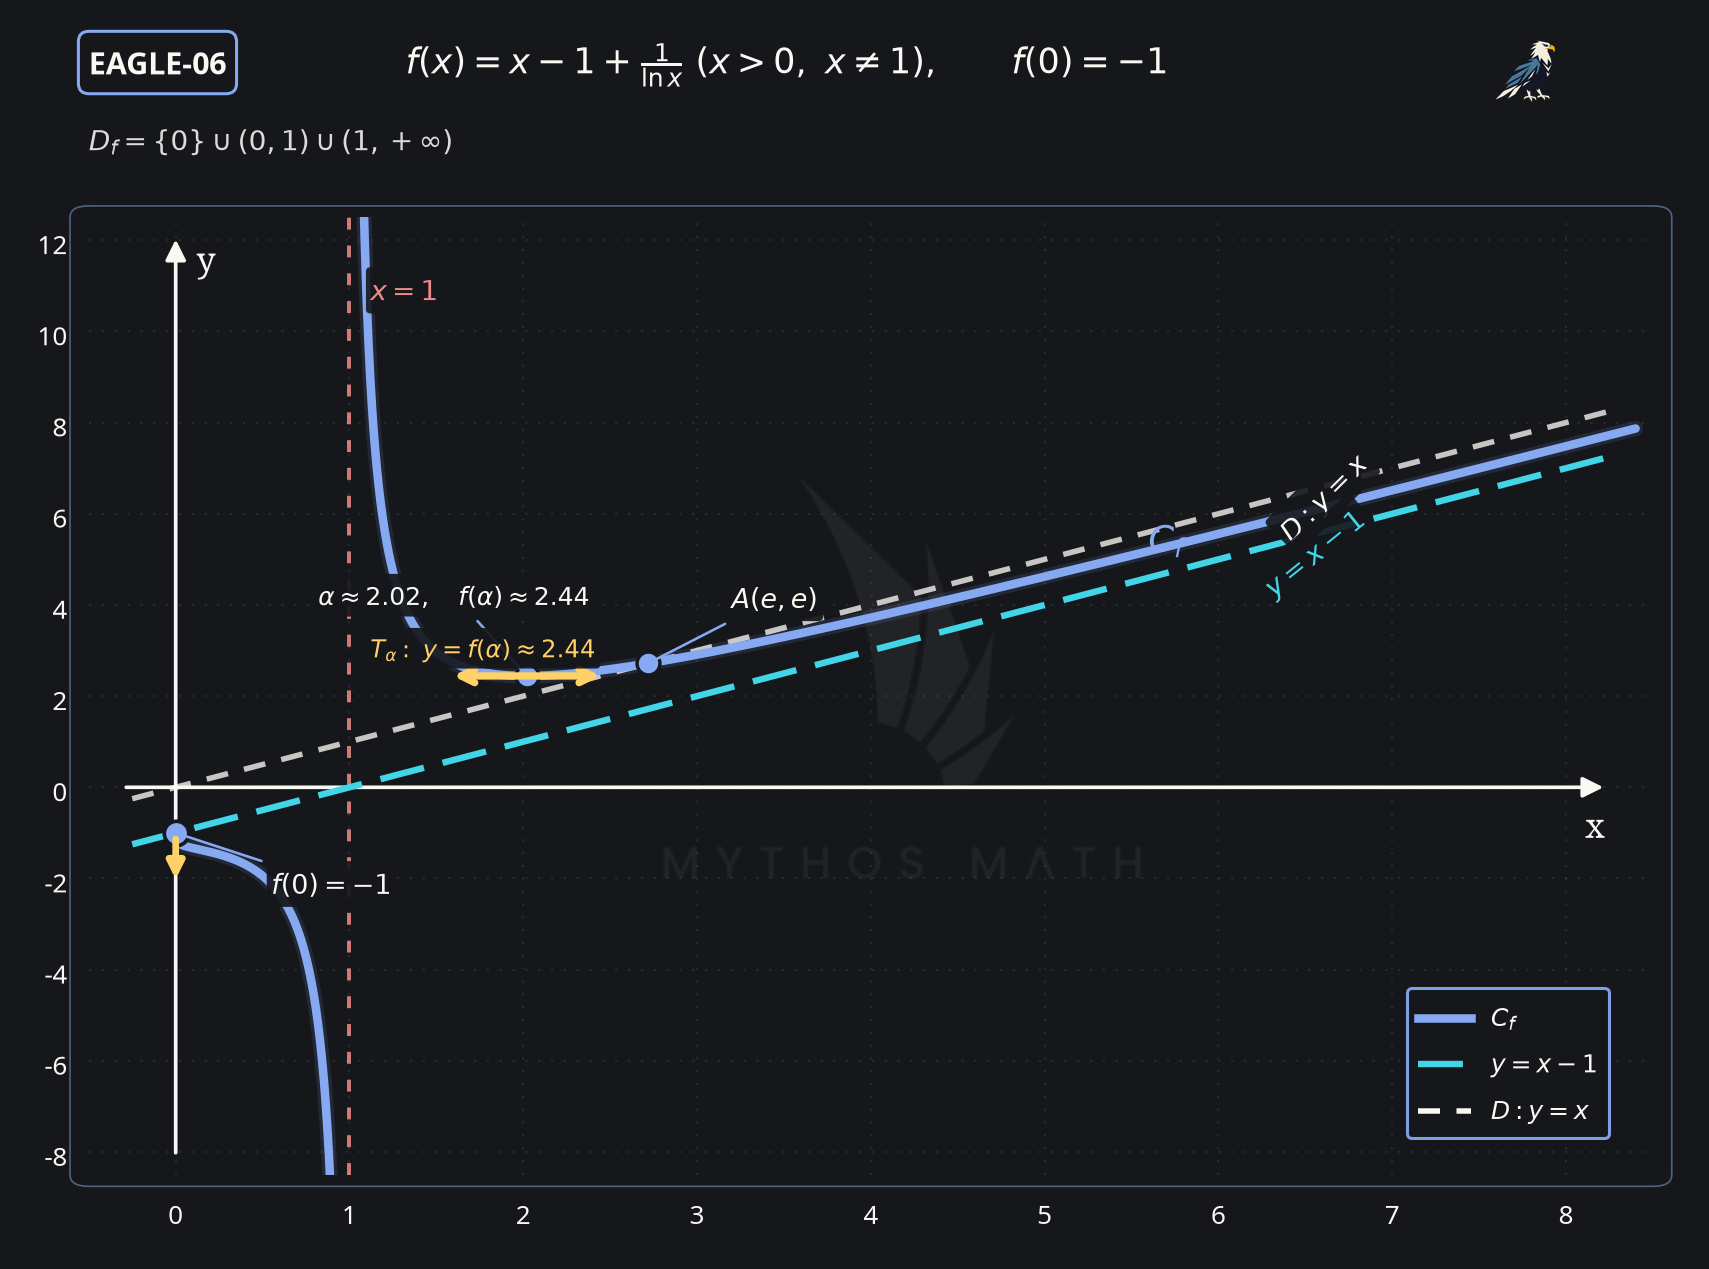 EAGLE-06
f(x) = x − 1 + 1/ln x (x > 0, x ≠ 1), f(0) = −1
D_f = {0} ∪ (0, 1) ∪ (1, + ∞)
12
y
x = 1
10
8
D : y = x
6
C_f
y = x − 1
α ≈ 2.02, f(α) ≈ 2.44
A(e, e)
4
T_α : y = f(α) ≈ 2.44
2
0
x
MYTHOS MATH
f(0) = −1
-2
-4
C_f
y = x − 1
D : y = x
-6
-8
0 1 2 3 4 5 6 7 8